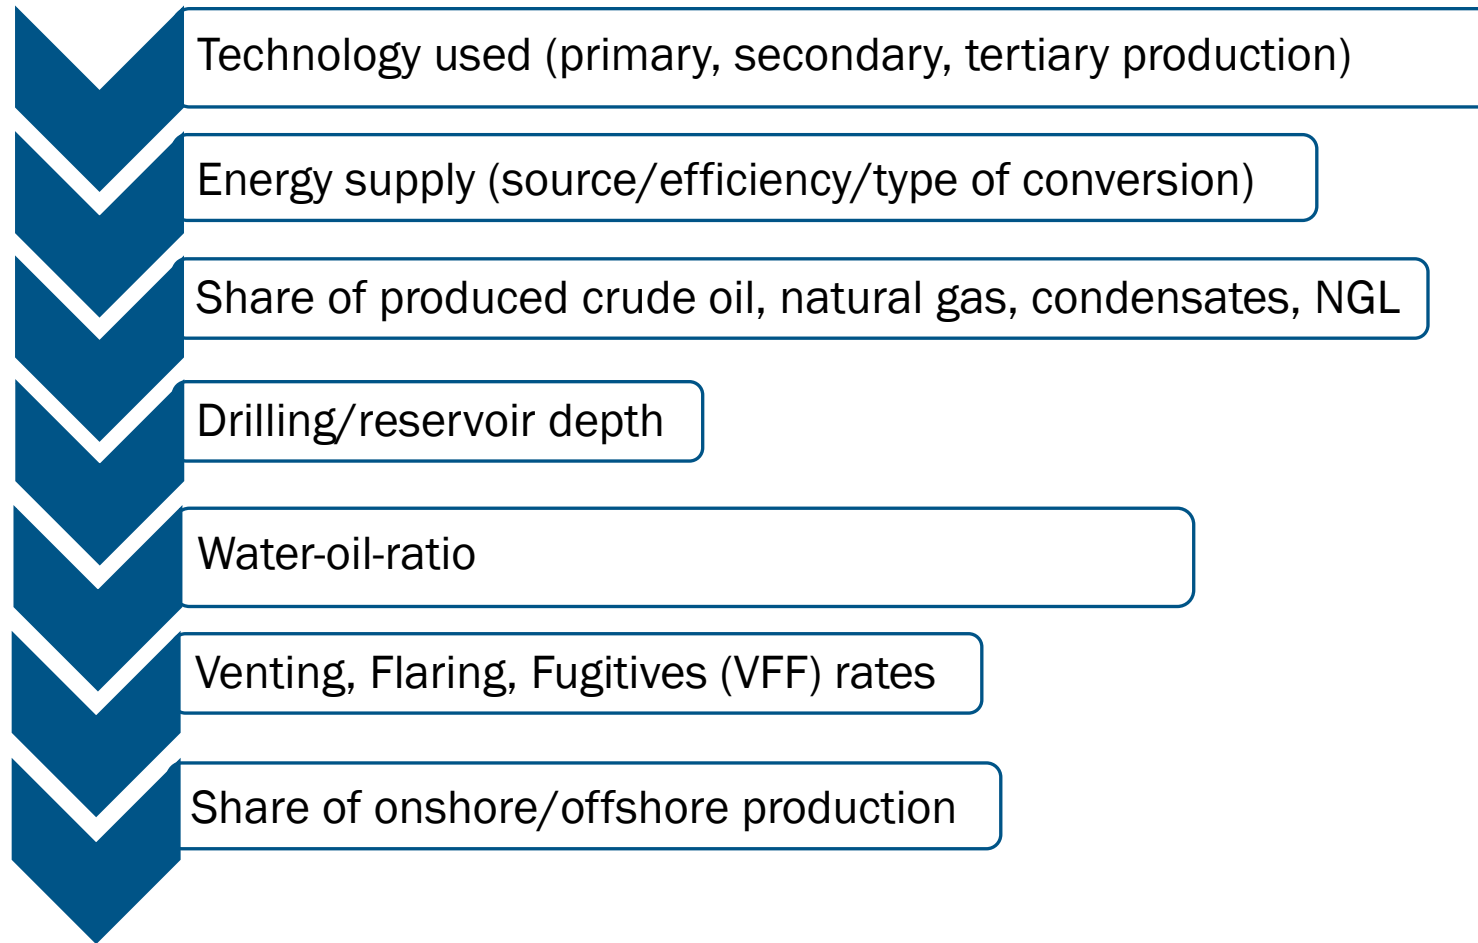 Technology used (primary, secondary, tertiary production)
Energy supply (source/efficiency/type of conversion)
Share of produced crude oil, natural gas, condensates, NGL
Drilling/reservoir depth
Water-oil-ratio
Venting, Flaring, Fugitives (VFF) rates
Share of onshore/offshore production